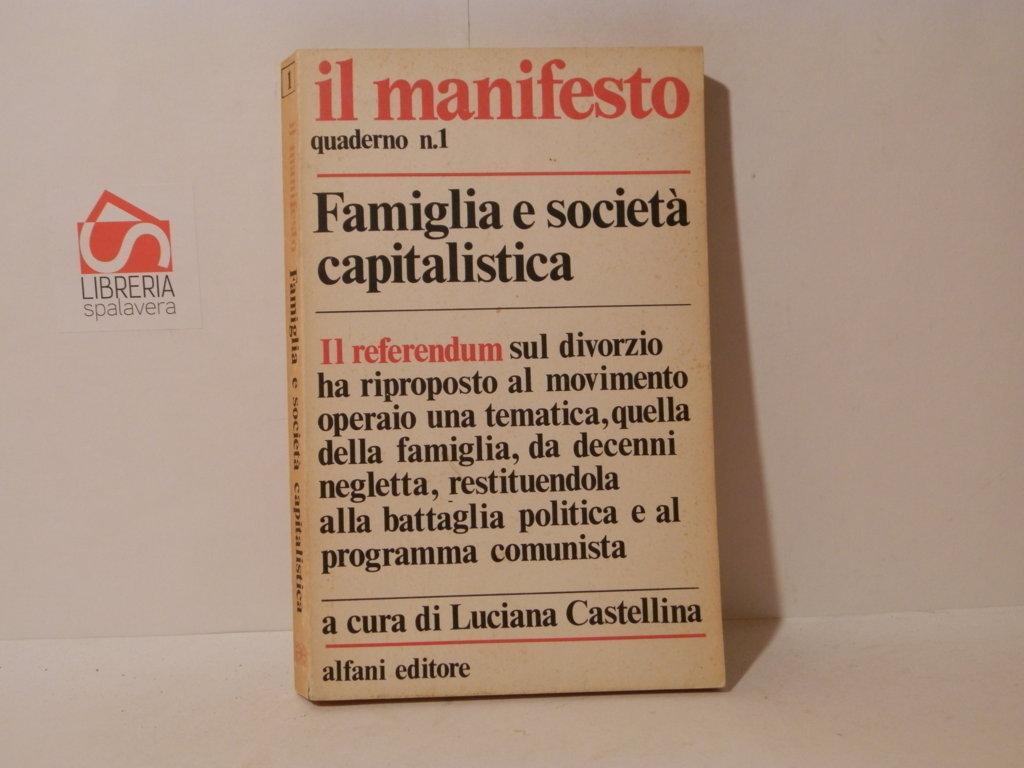 il manifesto
quaderno n.1
Famiglia e società
capitalistica
Il referendum sul divorzio
ha riproposto al movimento
operaio una tematica, quella
della famiglia, da decenni
negletta, restituendola
alla battaglia politica e al
programma comunista
a cura di Luciana Castellina
alfani editore
1
il manifesto Famiglia e società capitalistica
LIBRERIA
spalavera